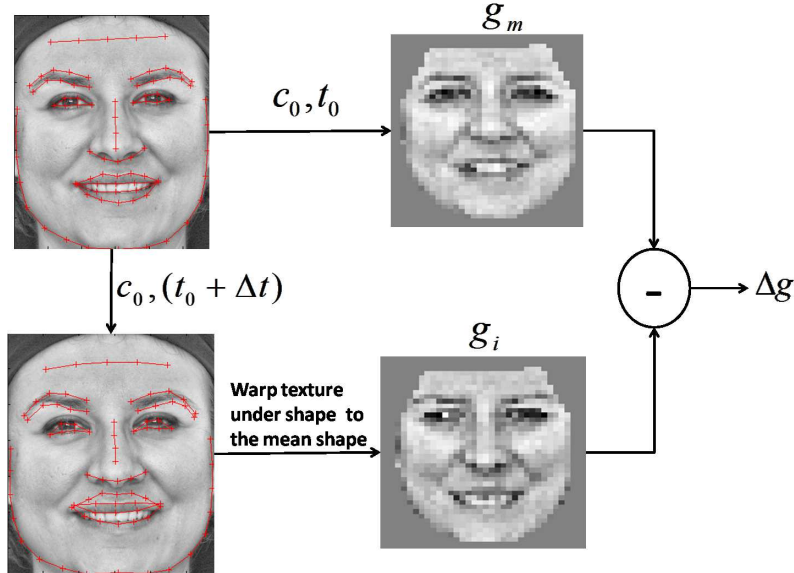 g_m
c_0, t_0
c_0, (t_0 + Δt)
-
Δg
g_i
Warp texture
under shape to
the mean shape